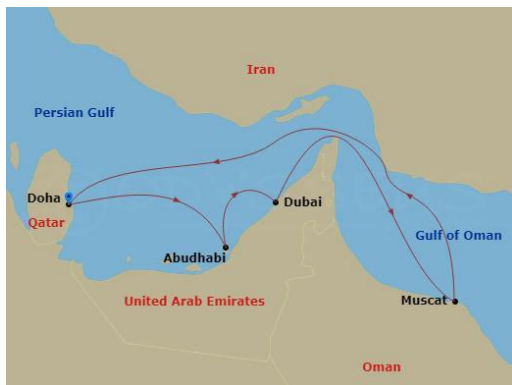 Iran
Persian Gulf
Doha
Qatar
Dubai
Abudhabi
Gulf of Oman
United Arab Emirates
Muscat
Oman